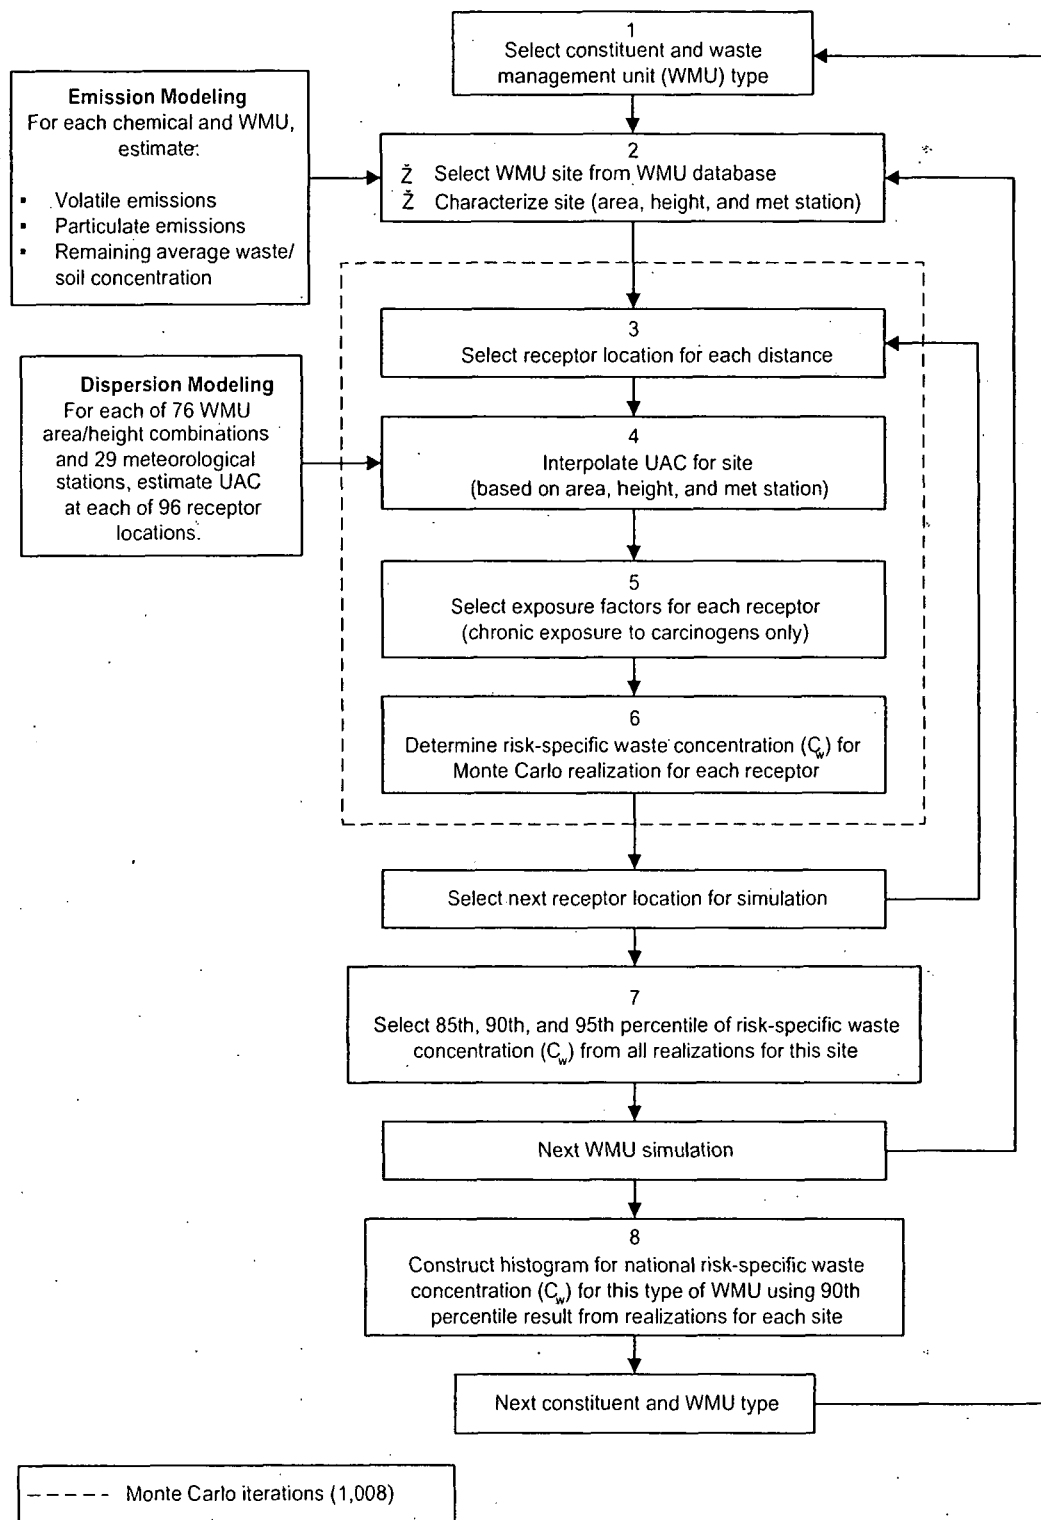 1
Select constituent and waste
management unit (WMU) type
Emission Modeling
For each chemical and WMU,
estimate:
▪ Volatile emissions
▪ Particulate emissions
▪ Remaining average waste/
soil concentration
2
Ž Select WMU site from WMU database
Ž Characterize site (area, height, and met station)
3
Select receptor location for each distance
Dispersion Modeling
For each of 76 WMU
area/height combinations
and 29 meteorological
stations, estimate UAC
at each of 96 receptor
locations.
4
Interpolate UAC for site
(based on area, height, and met station)
5
Select exposure factors for each receptor
(chronic exposure to carcinogens only)
6
Determine risk-specific waste concentration (Cw) for
Monte Carlo realization for each receptor
Select next receptor location for simulation
7
Select 85th, 90th, and 95th percentile of risk-specific waste
concentration (Cw) from all realizations for this site
Next WMU simulation
8
Construct histogram for national risk-specific waste
concentration (Cw) for this type of WMU using 90th
percentile result from realizations for each site
Next constituent and WMU type
----- Monte Carlo iterations (1,008)